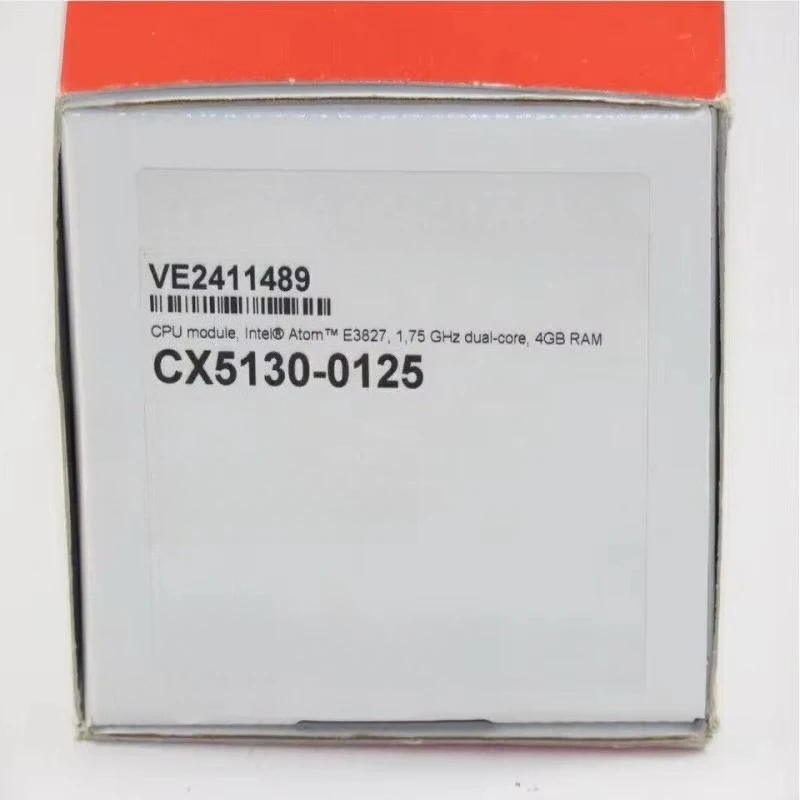 VE2411489
CPU module, Intel® Atom™ E3827, 1,75 GHz dual-core, 4GB RAM
CX5130-0125